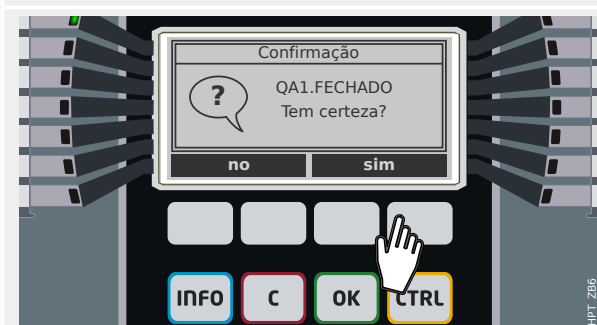 Confirmação
?
QA1.FECHADO
Tem certeza?
no sim
INFO C OK CTRL
HPT_ZB6